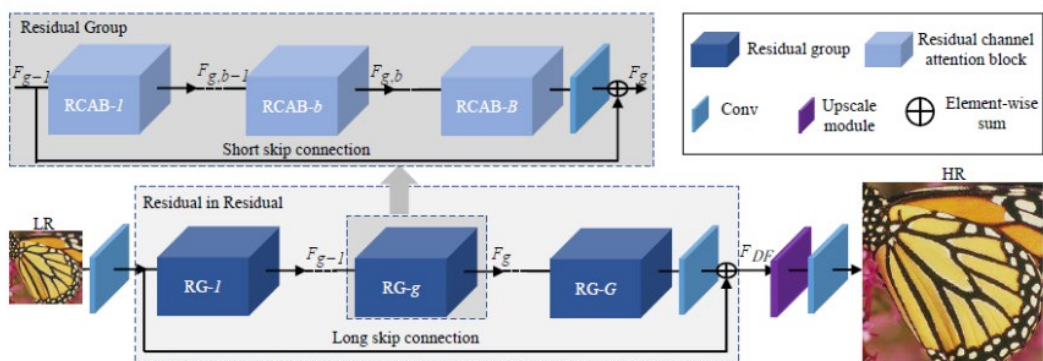 Residual Group
F_{g-1}
RCAB-1
F_{g,b-1}
RCAB-b
F_{g,b}
RCAB-B
F_g
Short skip connection
Residual group
Residual channel
attention block
Conv
Upscale
module
Element-wise
sum
LR
Residual in Residual
RG-1
F_{g-1}
RG-g
F_g
RG-G
F_{DF}
Long skip connection
HR